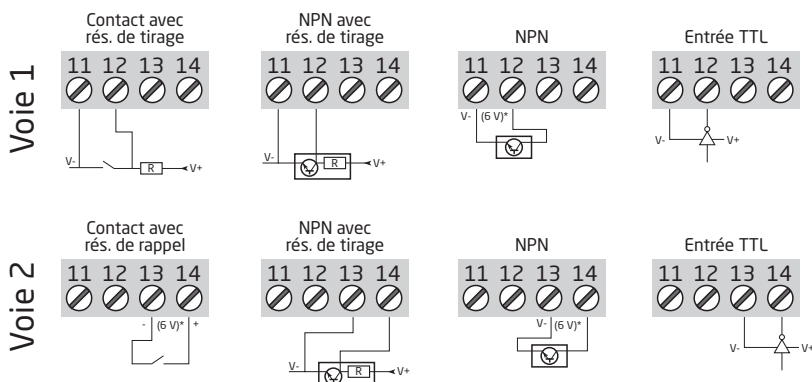 Voie 1
Contact avec
rés. de tirage
11 12 13 14
V-
R
V+
NPN avec
rés. de tirage
11 12 13 14
V-
R
V+
NPN
11 12 13 14
V- (6 V)*
Entrée TTL
11 12 13 14
V-
V+
Voie 2
Contact avec
rés. de rappel
11 12 13 14
- (6 V)* +
NPN avec
rés. de tirage
11 12 13 14
V-
R
V+
NPN
11 12 13 14
V- (6 V)*
Entrée TTL
11 12 13 14
V-
V+